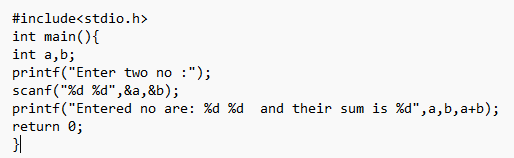 #include<stdio.h>
int main(){
int a,b;
printf("Enter two no :");
scanf("%d %d",&a,&b);
printf("Entered no are: %d %d  and their sum is %d",a,b,a+b);
return 0;
}